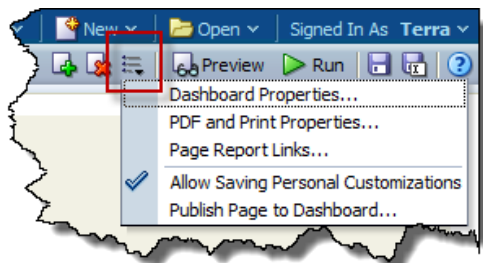 New Open Signed In As Terra
Preview Run
Dashboard Properties...
PDF and Print Properties...
Page Report Links...
Allow Saving Personal Customizations
Publish Page to Dashboard...